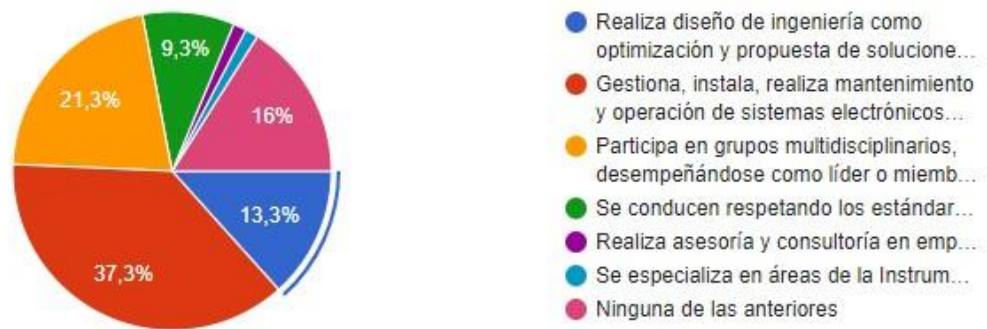 9,3%
21,3%
16%
13,3%
37,3%
Realiza diseño de ingeniería como
optimización y propuesta de solucione...
Gestiona, instala, realiza mantenimiento
y operación de sistemas electrónicos...
Participa en grupos multidisciplinarios,
desempeñándose como líder o miemb...
Se conducen respetando los estándar...
Realiza asesoría y consultoría en emp...
Se especializa en áreas de la Instrum...
Ninguna de las anteriores